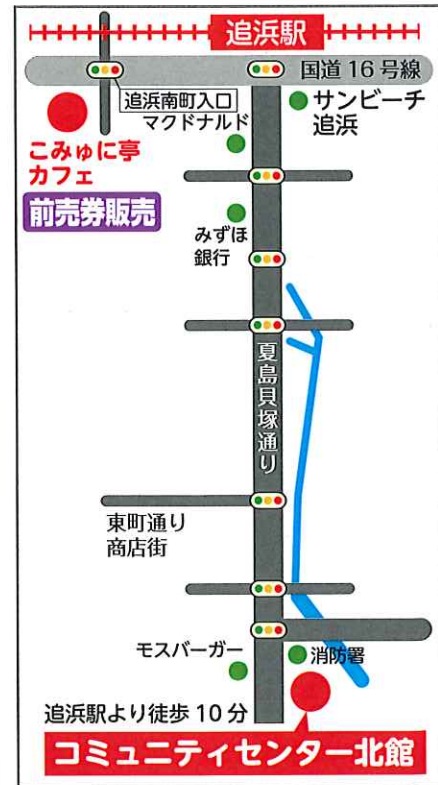 追浜駅
国道16号線
追浜南町入口
マクドナルド
サンビーチ
追浜
こみゅに亭
カフェ
前売券販売
みずほ
銀行
夏島貝塚通り
東町通り
商店街
モスバーガー
消防署
追浜駅より徒歩10分
コミュニティセンター北館